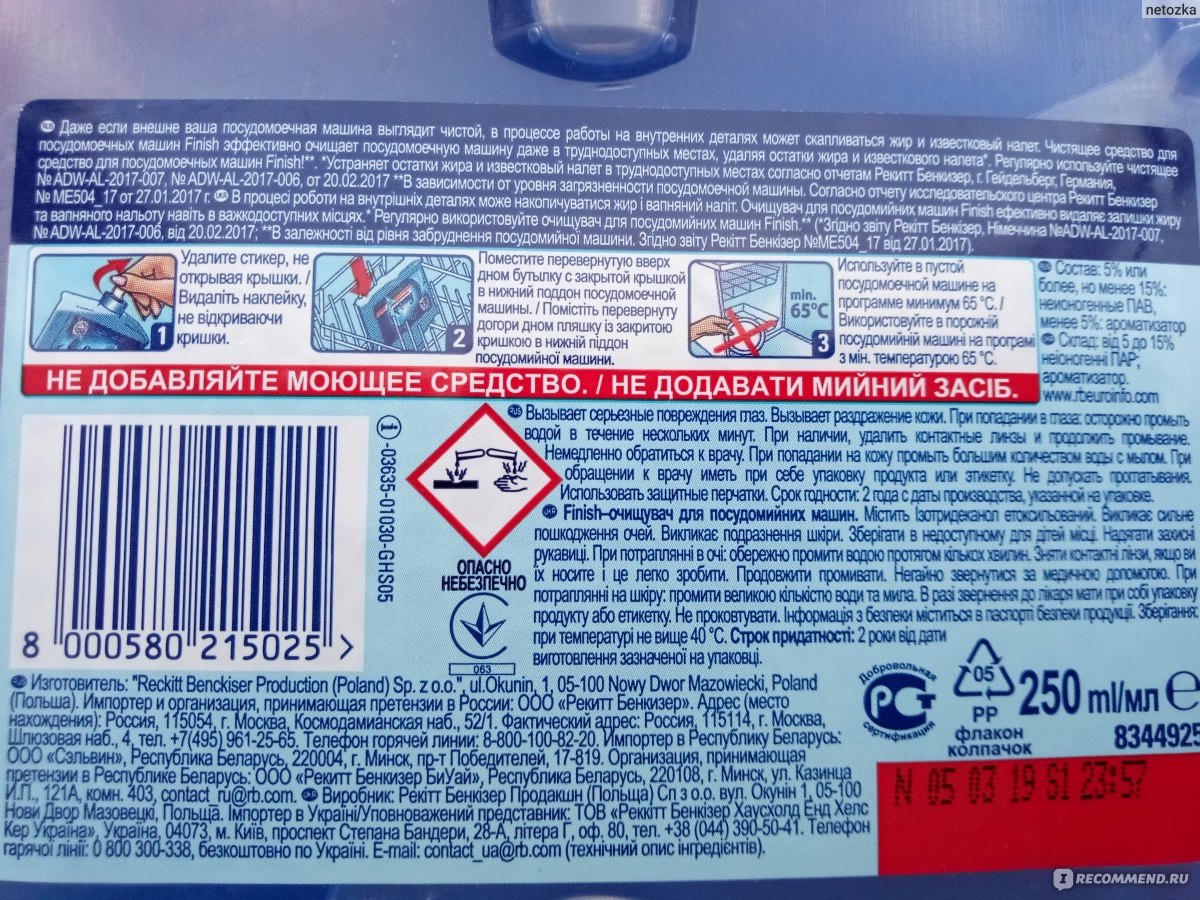 netozka
RUS Даже если внешне ваша посудомоечная машина выглядит чистой, в процессе работы на внутренних деталях может скапливаться жир и известковый налет. Чистящее средство для
посудомоечных машин Finish эффективно очищает посудомоечную машину даже в труднодоступных местах, удаляя остатки жира и известкового налета*. Регулярно используйте чистящее
средство для посудомоечных машин Finish!**. *Устраняет остатки жира и известковый налет в труднодоступных местах согласно отчетам Рекитт Бенкизер, г. Гейдельберг, Германия,
№ ADW-AL-2017-007, № ADW-AL-2017-006, от 20.02.2017 **В зависимости от уровня загрязненности посудомоечной машины. Согласно отчету исследовательского центра Рекитт Бенкизер
№ ME504_17 от 27.01.2017 г. UKR В процесі роботи на внутрішніх деталях може накопичуватися жир і вапняний наліт. Очищувач для посудомийних машин Finish ефективно видаляє залишки жиру
та вапняного нальоту навіть в важкодоступних місцях.* Регулярно використовуйте очищувач для посудомийних машин Finish.** (*Згідно звіту Рекітт Бенкізер, Німеччина №ADW-AL-2017-007,
№ ADW-AL-2017-006, від 20.02.2017; **В залежності від рівня забруднення посудомийної машини. Згідно звіту Рекітт Бенкізер №ME504_17 від 27.01.2017).
1
Удалите стикер, не
открывая крышки. /
Видаліть наклейку,
не відкриваючи
кришки.
2
Поместите перевернутую вверх
дном бутылку с закрытой крышкой
в нижний поддон посудомоечной
машины. / Помістіть перевернуту
догори дном пляшку із закритою
кришкою в нижній піддон
посудомийної машини.
min.
65°C
3
Используйте в пустой
посудомоечной машине на
программе минимум 65 °C. /
Використовуйте в порожній
посудомийній машині на програмі
з мін. температурою 65 °C.
RUS Состав: 5% или
более, но менее 15%:
неионогенные ПАВ,
менее 5%: ароматизатор
UKR Склад: від 5 до 15%
неіоногенні ПАР;
ароматизатор.
www.rbeuroinfo.com
НЕ ДОБАВЛЯЙТЕ МОЮЩЕЕ СРЕДСТВО. / НЕ ДОДАВАТИ МИЙНИЙ ЗАСІБ.
8 000580 215025 >
-03635-01030-GHS05
ОПАСНО
НЕБЕЗПЕЧНО
063
RUS Вызывает серьезные повреждения глаз. Вызывает раздражение кожи. При попадании в глаза: осторожно промыть
водой в течение нескольких минут. При наличии, удалить контактные линзы и продолжить промывание.
Немедленно обратиться к врачу. При попадании на кожу промыть большим количеством воды с мылом. При
обращении к врачу иметь при себе упаковку продукта или этикетку. Не допускать проглатывания.
Использовать защитные перчатки. Срок годности: 2 года с даты производства, указанной на упаковке.
UKR Finish–очищувач для посудомийних машин. Містить Ізотридеканол етоксильований. Викликає сильне
пошкодження очей. Викликає подразнення шкіри. Зберігати в недоступному для дітей місці. Надягати захисні
рукавиці. При потраплянні в очі: обережно промити водою протягом кількох хвилин. Зняти контактні лінзи, якщо ви
їх носите і це легко зробити. Продовжити промивати. Негайно звернутися за медичною допомогою. При
потраплянні на шкіру: промити великою кількістю води та мила. В разі звернення до лікаря мати при собі упаковку
продукту або етикетку. Не проковтувати. Інформація з безпеки міститься в паспорті безпеки продукції. Зберігання
при температурі не вище 40 °C. Строк придатності: 2 роки від дати
виготовлення зазначеної на упаковці.
RUS Изготовитель: "Reckitt Benckiser Production (Poland) Sp. z o.o.", ul.Okunin, 1, 05-100 Nowy Dwor Mazowiecki, Poland
(Польша). Импортер и организация, принимающая претензии в России: ООО «Рекитт Бенкизер». Адрес (место
нахождения): Россия, 115054, г. Москва, Космодамианская наб., 52/1. Фактический адрес: Россия, 115114, г. Москва,
Шлюзовая наб., 4, тел. +7(495) 961-25-65. Телефон горячей линии: 8-800-100-82-20. Импортер в Республику Беларусь:
ООО «Сэльвин», Республика Беларусь, 220004, г. Минск, пр-т Победителей, 17-819. Организация, принимающая
претензии в Республике Беларусь: ООО «Рекитт Бенкизер БиУай», Республика Беларусь, 220108, г. Минск, ул. Казинца
И.П., 121А, комн. 403, contact_ru@rb.com. UKR Виробник: Рекітт Бенкізер Продакшн (Польща) Сп з о.о. вул. Окунін 1, 05-100
Нови Двор Мазовецкі, Польща. Імпортер в Україні/Уповноважений представник: ТОВ «Реккітт Бенкізер Хаусхолд Енд Хелс
Кер Україна», Україна, 04073, м. Київ, проспект Степана Бандери, 28-А, літера Г, оф. 80, тел. +38 (044) 390-50-41. Телефон
гарячої лінії: 0 800 300-338, безкоштовно по Україні. E-mail: contact_ua@rb.com (технічний опис інгредієнтів).
Добровольная
РСТ
сертификация
05
PP
флакон
колпачок
250 ml/мл e
8344925
N 05 03 19 S1 23:57
IRECOMMEND.RU